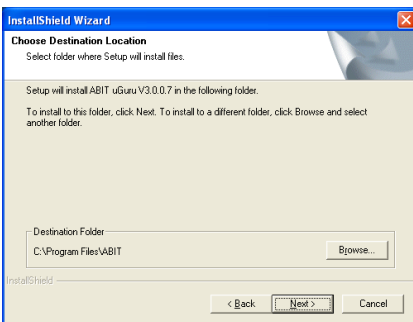 InstallShield Wizard
Choose Destination Location
Select folder where Setup will install files.
Setup will install ABIT uGuru V3.0.0.7 in the following folder.
To install to this folder, click Next. To install to a different folder, click Browse and select
another folder.
Destination Folder
C:\Program Files\ABIT
Browse...
InstallShield
< Back
Next >
Cancel